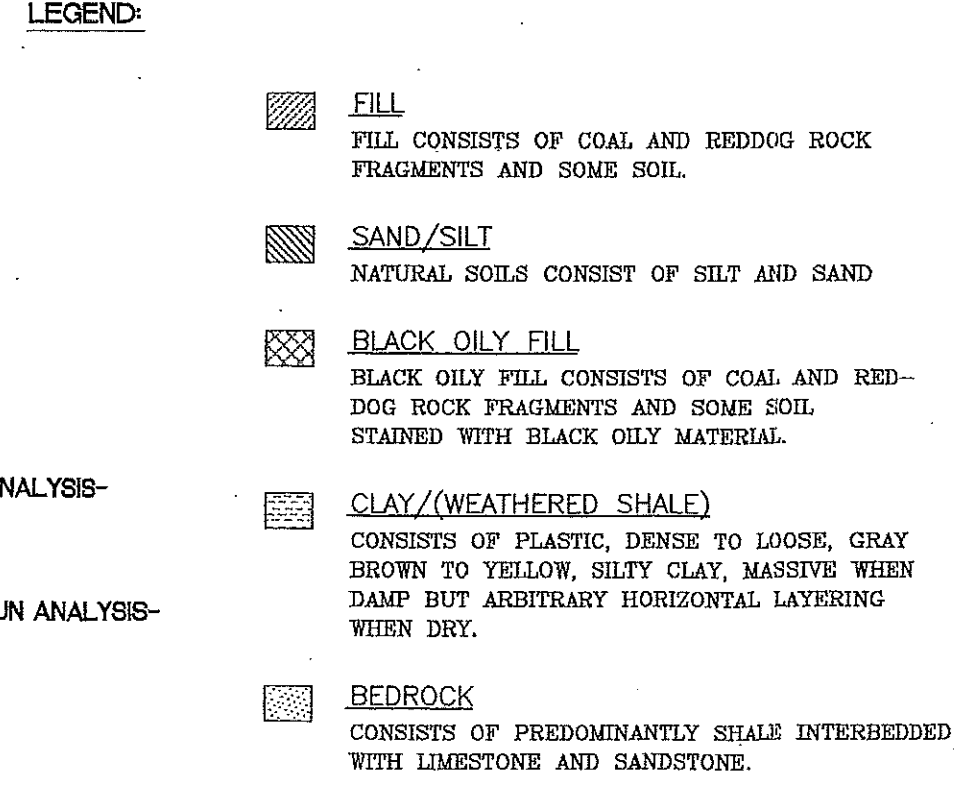 LEGEND:
FILL
FILL CONSISTS OF COAL AND REDDOG ROCK
FRAGMENTS AND SOME SOIL.
SAND/SILT
NATURAL SOILS CONSIST OF SILT AND SAND
BLACK OILY FILL
BLACK OILY FILL CONSISTS OF COAL AND RED-
DOG ROCK FRAGMENTS AND SOME SOIL
STAINED WITH BLACK OILY MATERIAL.
NALYSIS-
CLAY/(WEATHERED SHALE)
CONSISTS OF PLASTIC, DENSE TO LOOSE, GRAY
BROWN TO YELLOW, SILTY CLAY, MASSIVE WHEN
DAMP BUT ARBITRARY HORIZONTAL LAYERING
WHEN DRY.
UN ANALYSIS-
BEDROCK
CONSISTS OF PREDOMINANTLY SHALE INTERBEDDED
WITH LIMESTONE AND SANDSTONE.